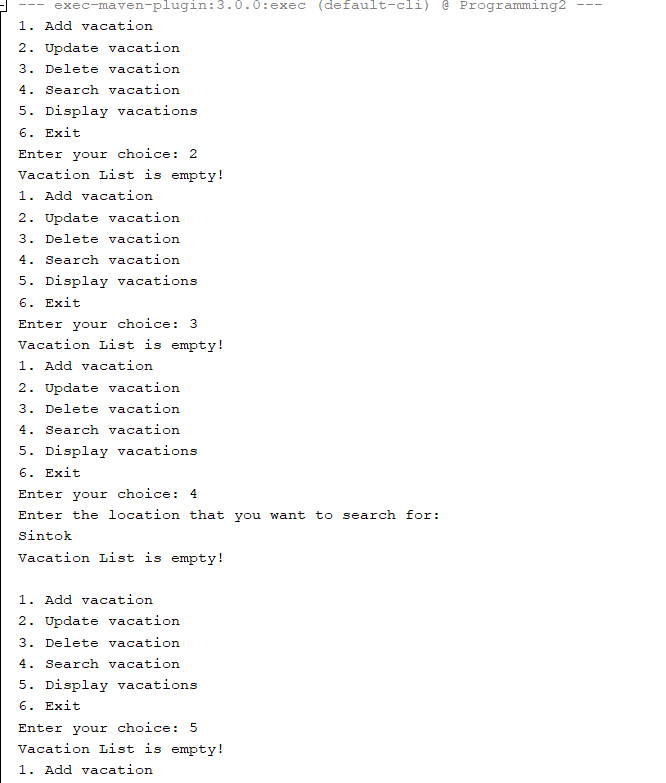 --- exec-maven-plugin:3.0.0:exec (default-cli) @ Programming2 ---
1. Add vacation
2. Update vacation
3. Delete vacation
4. Search vacation
5. Display vacations
6. Exit
Enter your choice: 2
Vacation List is empty!
1. Add vacation
2. Update vacation
3. Delete vacation
4. Search vacation
5. Display vacations
6. Exit
Enter your choice: 3
Vacation List is empty!
1. Add vacation
2. Update vacation
3. Delete vacation
4. Search vacation
5. Display vacations
6. Exit
Enter your choice: 4
Enter the location that you want to search for:
Sintok
Vacation List is empty!

1. Add vacation
2. Update vacation
3. Delete vacation
4. Search vacation
5. Display vacations
6. Exit
Enter your choice: 5
Vacation List is empty!
1. Add vacation